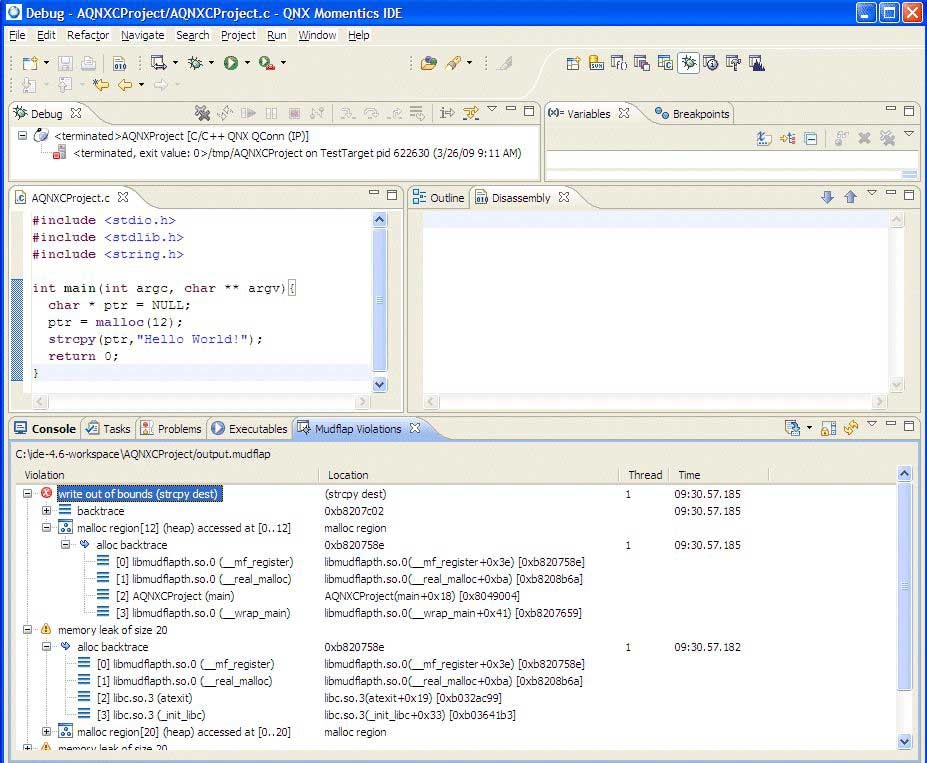 Debug - AQNXCProject/AQNXCProject.c - QNX Momentics IDE
File Edit Refactor Navigate Search Project Run Window Help
Debug
(x)= Variables
Breakpoints
<terminated>AQNXProject [C/C++ QNX QConn (IP)]
<terminated, exit value: 0>/tmp/AQNXCProject on TestTarget pid 622630 (3/26/09 9:11 AM)
AQNXCProject.c
Outline
Disassembly
#include <stdio.h>
#include <stdlib.h>
#include <string.h>
int main(int argc, char ** argv){
char * ptr = NULL;
ptr = malloc(12);
strcpy(ptr,"Hello World!");
return 0;
}
Console Tasks Problems Executables Mudflap Violations
C:\ide-4.6-workspace\AQNXCProject/output.mudflap
Violation Location Thread Time
write out of bounds (strcpy dest) (strcpy dest) 1 09:30.57.185
backtrace 0xb8207c02 09:30.57.185
malloc region[12] (heap) accessed at [0..12] malloc region
alloc backtrace 0xb820758e 1 09:30.57.185
[0] libmudflapth.so.0 (__mf_register) libmudflapth.so.0(__mf_register+0x3e) [0xb820758e]
[1] libmudflapth.so.0 (__real_malloc) libmudflapth.so.0(__real_malloc+0xba) [0xb8208b6a]
[2] AQNXCProject (main) AQNXCProject(main+0x18) [0x8049004]
[3] libmudflapth.so.0 (__wrap_main) libmudflapth.so.0(__wrap_main+0x41) [0xb8207659]
memory leak of size 20
alloc backtrace 0xb820758e 1 09:30.57.182
[0] libmudflapth.so.0 (__mf_register) libmudflapth.so.0(__mf_register+0x3e) [0xb820758e]
[1] libmudflapth.so.0 (__real_malloc) libmudflapth.so.0(__real_malloc+0xba) [0xb8208b6a]
[2] libc.so.3 (atexit) libc.so.3(atexit+0x19) [0xb032ac99]
[3] libc.so.3 (_init_libc) libc.so.3(_init_libc+0x33) [0xb03641b3]
malloc region[20] (heap) accessed at [0..20] malloc region
memory leak of size 20